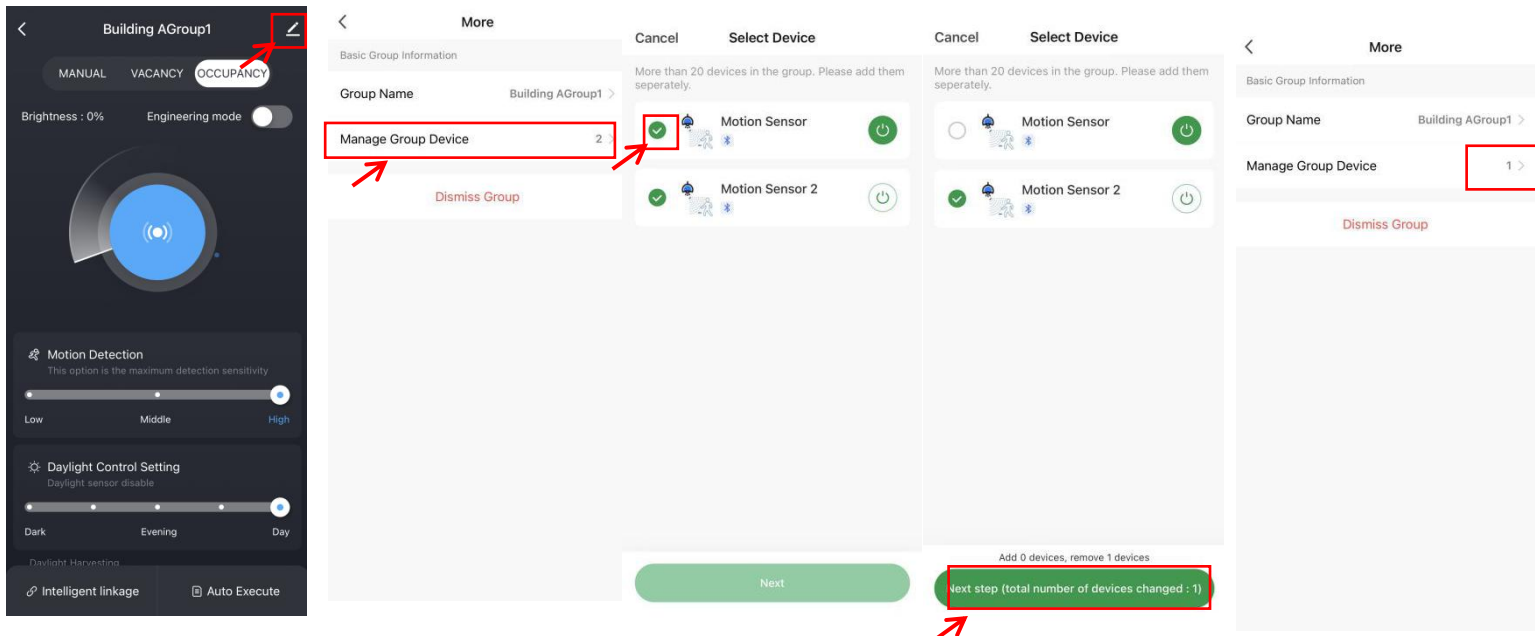 Building AGroup1
MANUAL VACANCY OCCUPANCY
Brightness : 0% Engineering mode
Motion Detection
This option is the maximum detection sensitivity
Low Middle High
Daylight Control Setting
Daylight sensor disable
Dark Evening Day
Daylight Harvesting
Intelligent linkage Auto Execute
More
Basic Group Information
Group Name Building AGroup1
Manage Group Device 2
Dismiss Group
Cancel Select Device
More than 20 devices in the group. Please add them
seperately.
Motion Sensor
Motion Sensor 2
Next
Cancel Select Device
More than 20 devices in the group. Please add them
seperately.
Motion Sensor
Motion Sensor 2
Add 0 devices, remove 1 devices
Next step (total number of devices changed : 1)
More
Basic Group Information
Group Name Building AGroup1
Manage Group Device 1
Dismiss Group